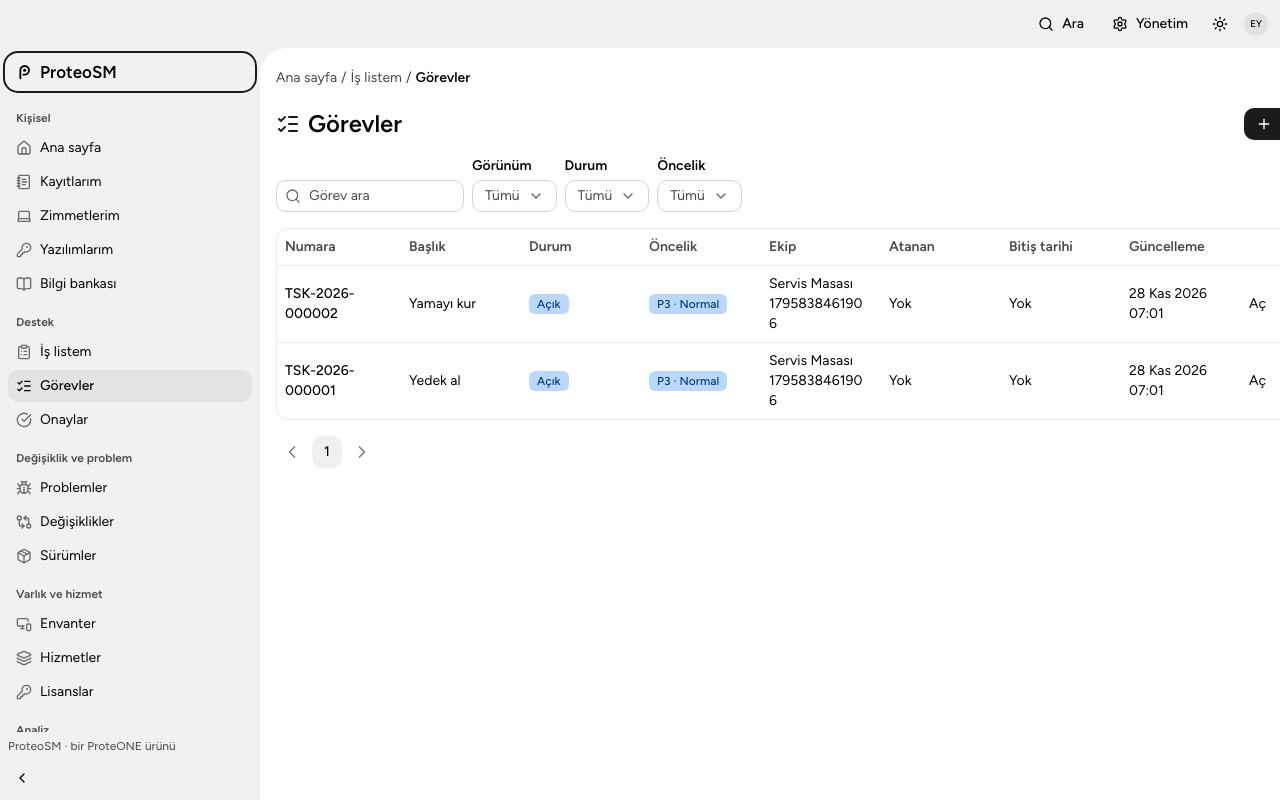 Ara
Yönetim
EY
ProteoSM
Kişisel
Ana sayfa
Kayıtlarım
Zimmetlerim
Yazılımlarım
Bilgi bankası
Destek
İş listem
Görevler
Onaylar
Değişiklik ve problem
Problemler
Değişiklikler
Sürümler
Varlık ve hizmet
Envanter
Hizmetler
Lisanslar
Analiz
ProteoSM · bir ProteONE ürünü
Ana sayfa / İş listem / Görevler
Görevler
Görünüm Durum Öncelik
Görev ara Tümü Tümü Tümü
Numara Başlık Durum Öncelik Ekip Atanan Bitiş tarihi Güncelleme
TSK-2026-
000002
Yamayı kur
Açık
P3 · Normal
Servis Masası
179583846190
6
Yok
Yok
28 Kas 2026
07:01
Aç
TSK-2026-
000001
Yedek al
Açık
P3 · Normal
Servis Masası
179583846190
6
Yok
Yok
28 Kas 2026
07:01
Aç
1